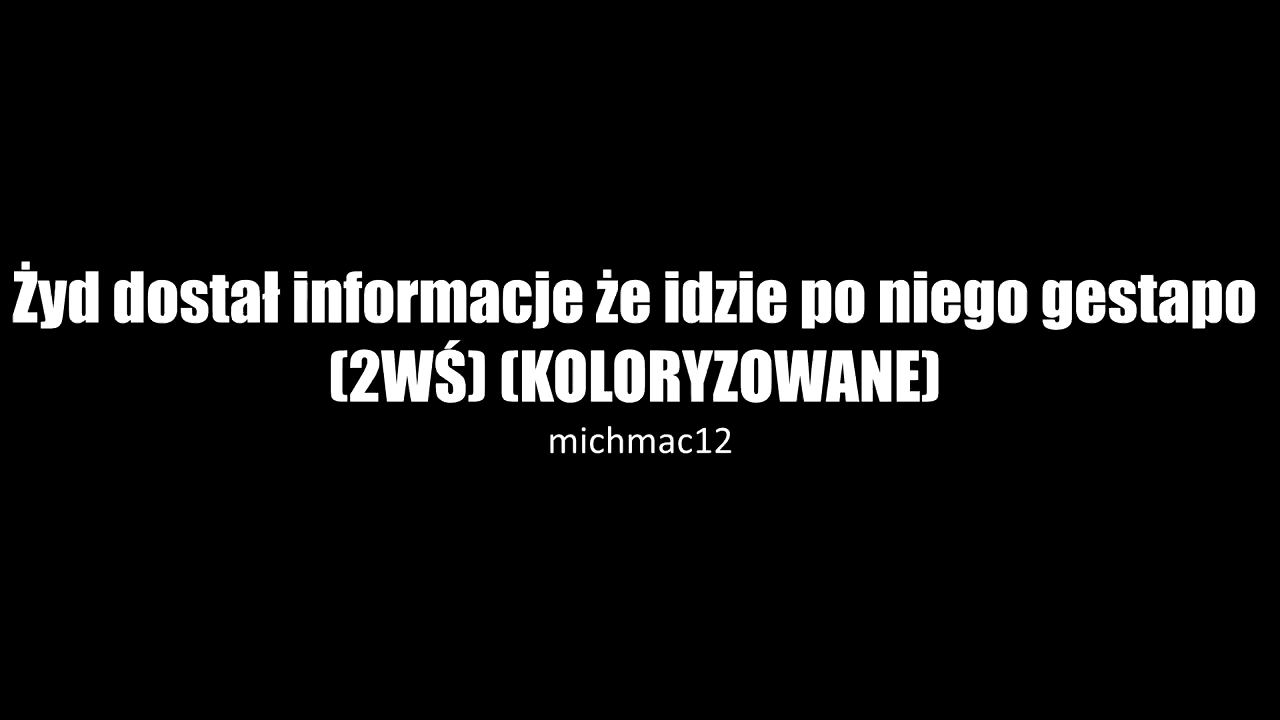 Żyd dostał informacje że idzie po niego gestapo
(2WŚ) (KOLORYZOWANE)
michmac12